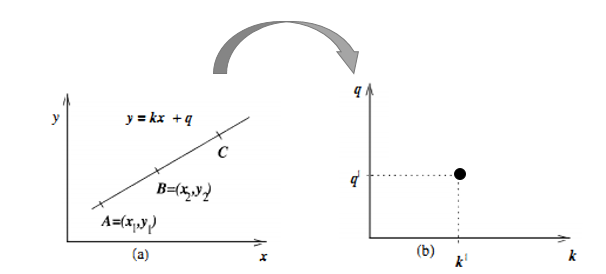 y
y = kx + q
C
B=(x₂,y₂)
A=(x₁,y₁)
(a)
x
q
q'
(b)
k'
k